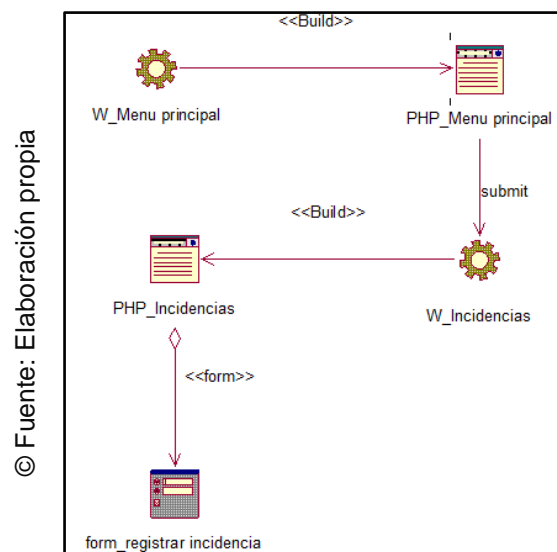 <<Build>>
W_Menu principal
PHP_Menu principal
submit
<<Build>>
PHP_Incidencias
W_Incidencias
<<form>>
form_registrar incidencia
© Fuente: Elaboración propia